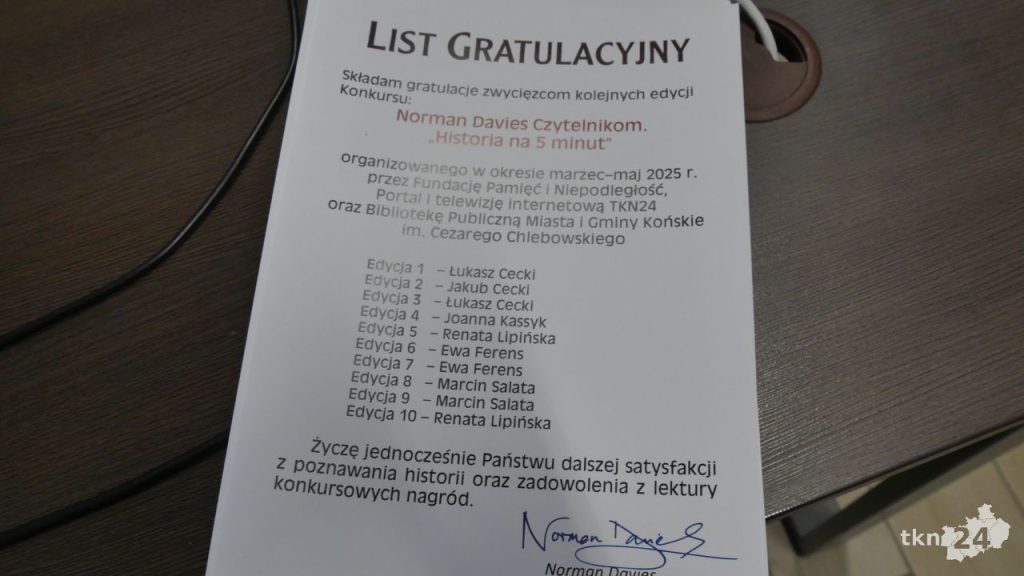 LIST GRATULACYJNY
Składam gratulacje zwycięzcom kolejnych edycji
Konkursu:
Norman Davies Czytelnikom.
„Historia na 5 minut”
organizowanego w okresie marzec–maj 2025 r.
przez Fundację Pamięć i Niepodległość,
Portal i telewizję internetową TKN24
oraz Bibliotekę Publiczną Miasta i Gminy Końskie
im. Cezarego Chlebowskiego
Edycja 1 – Łukasz Cecki
Edycja 2 – Jakub Cecki
Edycja 3 – Łukasz Cecki
Edycja 4 – Joanna Kassyk
Edycja 5 – Renata Lipińska
Edycja 6 – Ewa Ferens
Edycja 7 – Ewa Ferens
Edycja 8 – Marcin Salata
Edycja 9 – Marcin Salata
Edycja 10 – Renata Lipińska
Życzę jednocześnie Państwu dalszej satysfakcji
z poznawania historii oraz zadowolenia z lektury
konkursowych nagród.
Norman Davies
Norman Davies
tkn24